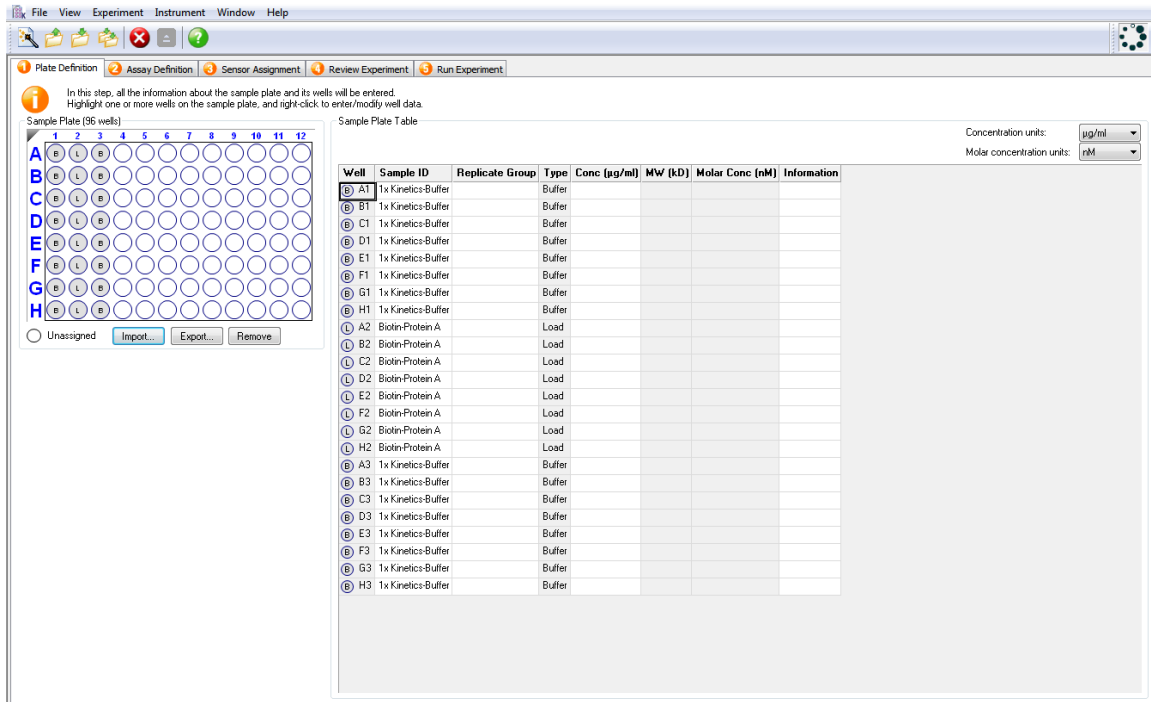 File View Experiment Instrument Window Help
1 Plate Definition 2 Assay Definition 3 Sensor Assignment 4 Review Experiment 5 Run Experiment
In this step, all the information about the sample plate and its wells will be entered.
Highlight one or more wells on the sample plate, and right-click to enter/modify well data.
Sample Plate (96 wells)
1 2 3 4 5 6 7 8 9 10 11 12
A B L B
B B L B
C B L B
D B L B
E B L B
F B L B
G B L B
H B L B
Unassigned Import... Export... Remove
Sample Plate Table
Concentration units: µg/ml
Molar concentration units: nM
Well Sample ID Replicate Group Type Conc (µg/ml) MW (kD) Molar Conc (nM) Information
B A1 1x Kinetics-Buffer Buffer
B B1 1x Kinetics-Buffer Buffer
B C1 1x Kinetics-Buffer Buffer
B D1 1x Kinetics-Buffer Buffer
B E1 1x Kinetics-Buffer Buffer
B F1 1x Kinetics-Buffer Buffer
B G1 1x Kinetics-Buffer Buffer
B H1 1x Kinetics-Buffer Buffer
L A2 Biotin-Protein A Load
L B2 Biotin-Protein A Load
L C2 Biotin-Protein A Load
L D2 Biotin-Protein A Load
L E2 Biotin-Protein A Load
L F2 Biotin-Protein A Load
L G2 Biotin-Protein A Load
L H2 Biotin-Protein A Load
B A3 1x Kinetics-Buffer Buffer
B B3 1x Kinetics-Buffer Buffer
B C3 1x Kinetics-Buffer Buffer
B D3 1x Kinetics-Buffer Buffer
B E3 1x Kinetics-Buffer Buffer
B F3 1x Kinetics-Buffer Buffer
B G3 1x Kinetics-Buffer Buffer
B H3 1x Kinetics-Buffer Buffer